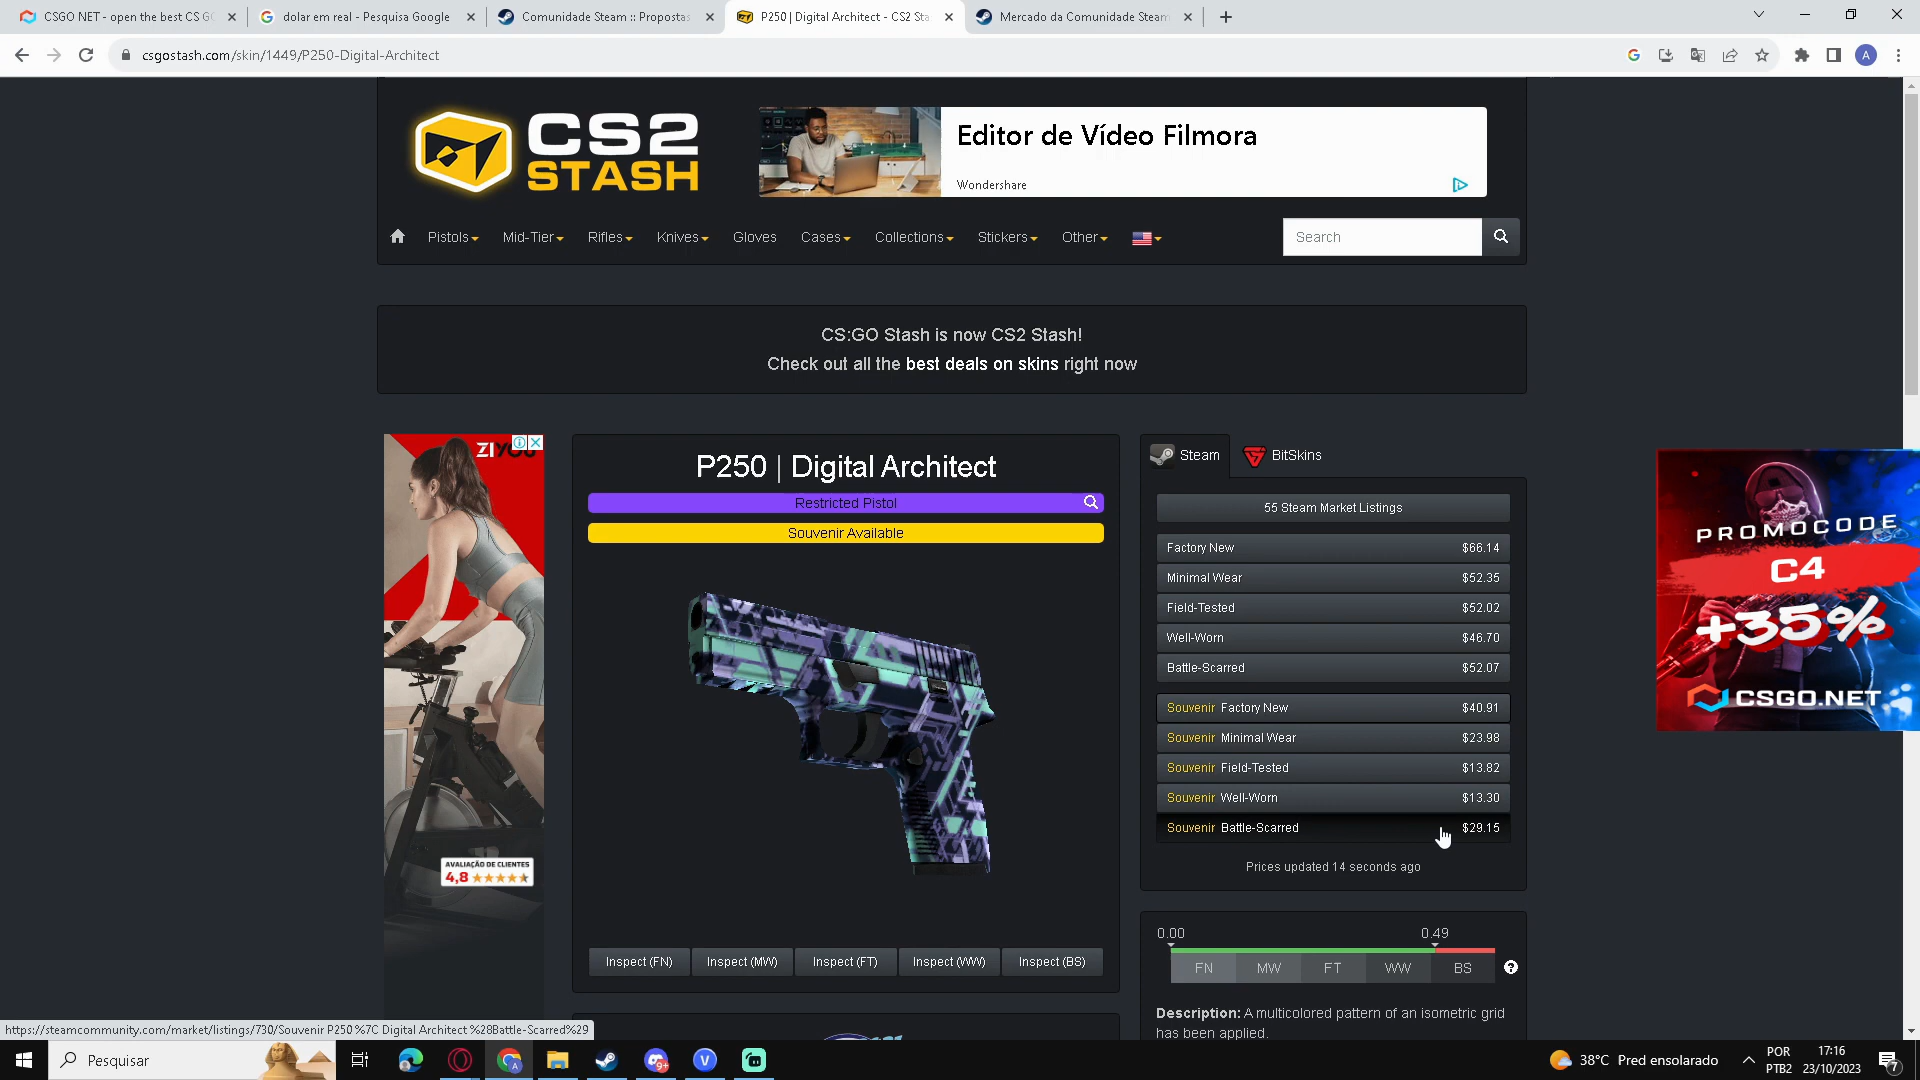 CSGO NET - open the best CS G
dolar em real - Pesquisa Google
Comunidade Steam :: Propostas
P250 | Digital Architect - CS2 Sta
Mercado da Comunidade Steam
csgostash.com/skin/1449/P250-Digital-Architect
A
CS2
STASH
Editor de Vídeo Filmora
Wondershare
Pistols
Mid-Tier
Rifles
Knives
Gloves
Cases
Collections
Stickers
Other
Search
CS:GO Stash is now CS2 Stash!
Check out all the best deals on skins right now
AVALIAÇÃO DE CLIENTES
4,8
P250 | Digital Architect
Restricted Pistol
Souvenir Available
Inspect (FN)
Inspect (MW)
Inspect (FT)
Inspect (WW)
Inspect (BS)
Steam
BitSkins
55 Steam Market Listings
Factory New $66.14
Minimal Wear $52.35
Field-Tested $52.02
Well-Worn $46.70
Battle-Scarred $52.07
Souvenir Factory New $40.91
Souvenir Minimal Wear $23.98
Souvenir Field-Tested $13.82
Souvenir Well-Worn $13.30
Souvenir Battle-Scarred $29.15
Prices updated 14 seconds ago
0.00 0.49
FN MW FT WW BS
Description: A multicolored pattern of an isometric grid
has been applied.
PROMOCODE
C4
+35%
CSGO.NET
https://steamcommunity.com/market/listings/730/Souvenir P250 %7C Digital Architect %28Battle-Scarred%29
Pesquisar
9+
38°C Pred ensolarado
POR
PTB2
17:16
23/10/2023
7